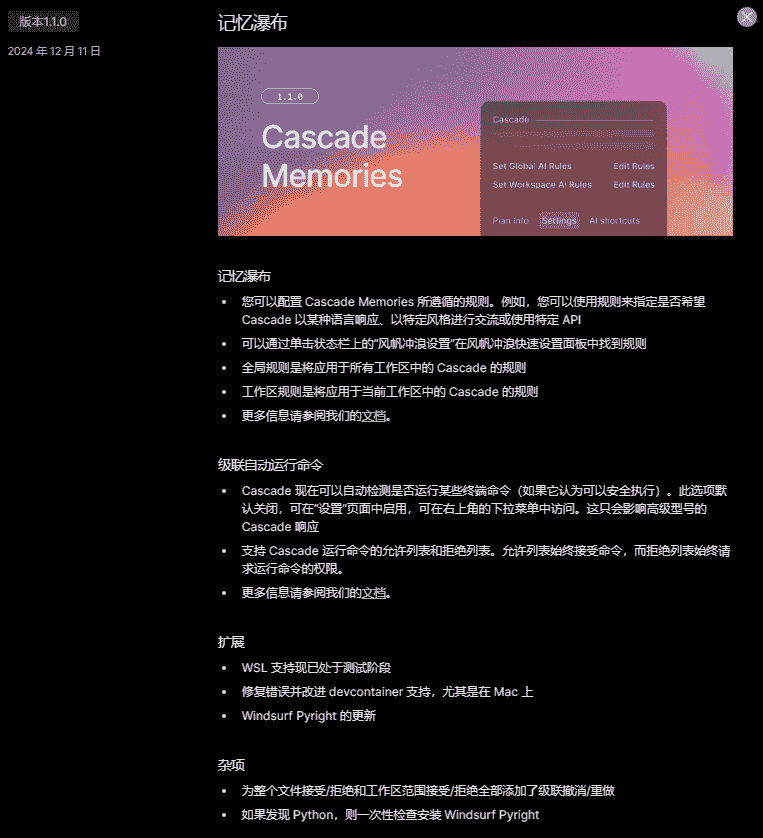 版本1.1.0
2024 年 12 月 11 日
记忆瀑布
1.1.0
Cascade
Memories
Cascade
Set Global AI Rules Edit Rules
Set Workspace AI Rules Edit Rules
Plan Info Settings AI shortcuts
记忆瀑布
• 您可以配置 Cascade Memories 所遵循的规则。例如，您可以使用规则来指定是否希望
Cascade 以某种语言响应、以特定风格进行交流或使用特定 API
• 可以通过单击状态栏上的“风帆冲浪设置”在风帆冲浪快速设置面板中找到规则
• 全局规则是将应用于所有工作区中的 Cascade 的规则
• 工作区规则是将应用于当前工作区中的 Cascade 的规则
• 更多信息请参阅我们的文档。
级联自动运行命令
• Cascade 现在可以自动检测是否运行某些终端命令（如果它认为可以安全执行）。此选项默
认关闭，可在“设置”页面中启用，可在右上角的下拉菜单中访问。这只会影响高级型号的
Cascade 响应
• 支持 Cascade 运行命令的允许列表和拒绝列表。允许列表始终接受命令，而拒绝列表始终请
求运行命令的权限。
• 更多信息请参阅我们的文档。
扩展
• WSL 支持现已处于测试阶段
• 修复错误并改进 devcontainer 支持，尤其是在 Mac 上
• Windsurf Pyright 的更新
杂项
• 为整个文件接受/拒绝和工作区范围接受/拒绝全部添加了级联撤消/重做
• 如果发现 Python，则一次性检查安装 Windsurf Pyright